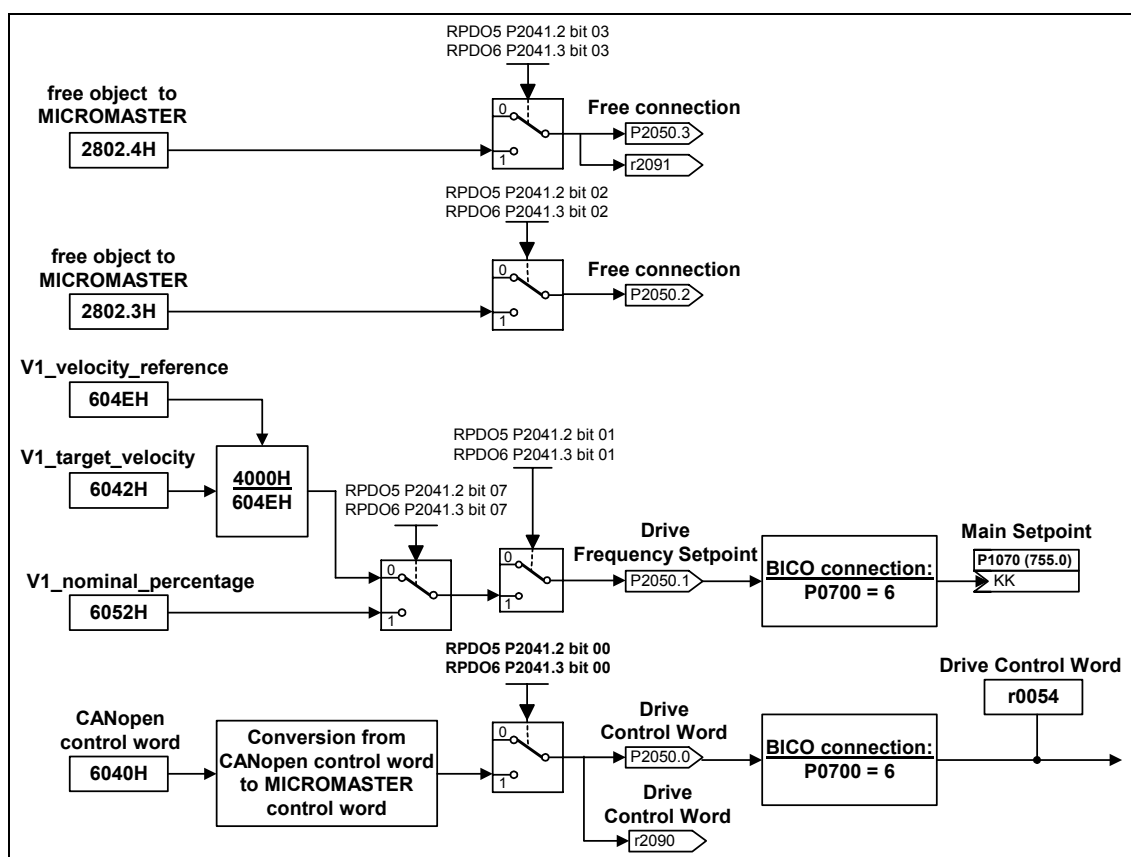 RPDO5 P2041.2 bit 03
RPDO6 P2041.3 bit 03
free object to
MICROMASTER
2802.4H
0
1
Free connection
P2050.3
r2091
RPDO5 P2041.2 bit 02
RPDO6 P2041.3 bit 02
free object to
MICROMASTER
2802.3H
0
1
Free connection
P2050.2
V1_velocity_reference
604EH
V1_target_velocity
6042H
4000H
604EH
RPDO5 P2041.2 bit 07
RPDO6 P2041.3 bit 07
RPDO5 P2041.2 bit 01
RPDO6 P2041.3 bit 01
V1_nominal_percentage
6052H
0
1
0
1
Drive
Frequency Setpoint
P2050.1
BICO connection:
P0700 = 6
Main Setpoint
P1070 (755.0)
KK
RPDO5 P2041.2 bit 00
RPDO6 P2041.3 bit 00
CANopen
control word
6040H
Conversion from
CANopen control word
to MICROMASTER
control word
0
1
Drive
Control Word
P2050.0
Drive
Control Word
r2090
BICO connection:
P0700 = 6
Drive Control Word
r0054